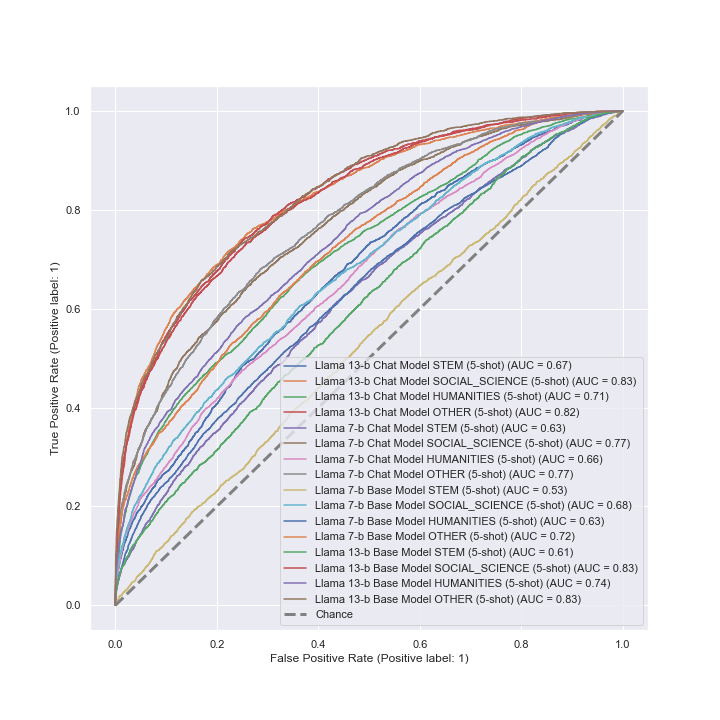 1.0
0.8
0.6
0.4
0.2
0.0
True Positive Rate (Positive label: 1)
Llama 13-b Chat Model STEM (5-shot) (AUC = 0.67)
Llama 13-b Chat Model SOCIAL_SCIENCE (5-shot) (AUC = 0.83)
Llama 13-b Chat Model HUMANITIES (5-shot) (AUC = 0.71)
Llama 13-b Chat Model OTHER (5-shot) (AUC = 0.82)
Llama 7-b Chat Model STEM (5-shot) (AUC = 0.63)
Llama 7-b Chat Model SOCIAL_SCIENCE (5-shot) (AUC = 0.77)
Llama 7-b Chat Model HUMANITIES (5-shot) (AUC = 0.66)
Llama 7-b Chat Model OTHER (5-shot) (AUC = 0.77)
Llama 7-b Base Model STEM (5-shot) (AUC = 0.53)
Llama 7-b Base Model SOCIAL_SCIENCE (5-shot) (AUC = 0.68)
Llama 7-b Base Model HUMANITIES (5-shot) (AUC = 0.63)
Llama 7-b Base Model OTHER (5-shot) (AUC = 0.72)
Llama 13-b Base Model STEM (5-shot) (AUC = 0.61)
Llama 13-b Base Model SOCIAL_SCIENCE (5-shot) (AUC = 0.83)
Llama 13-b Base Model HUMANITIES (5-shot) (AUC = 0.74)
Llama 13-b Base Model OTHER (5-shot) (AUC = 0.83)
Chance
0.0 0.2 0.4 0.6 0.8 1.0
False Positive Rate (Positive label: 1)